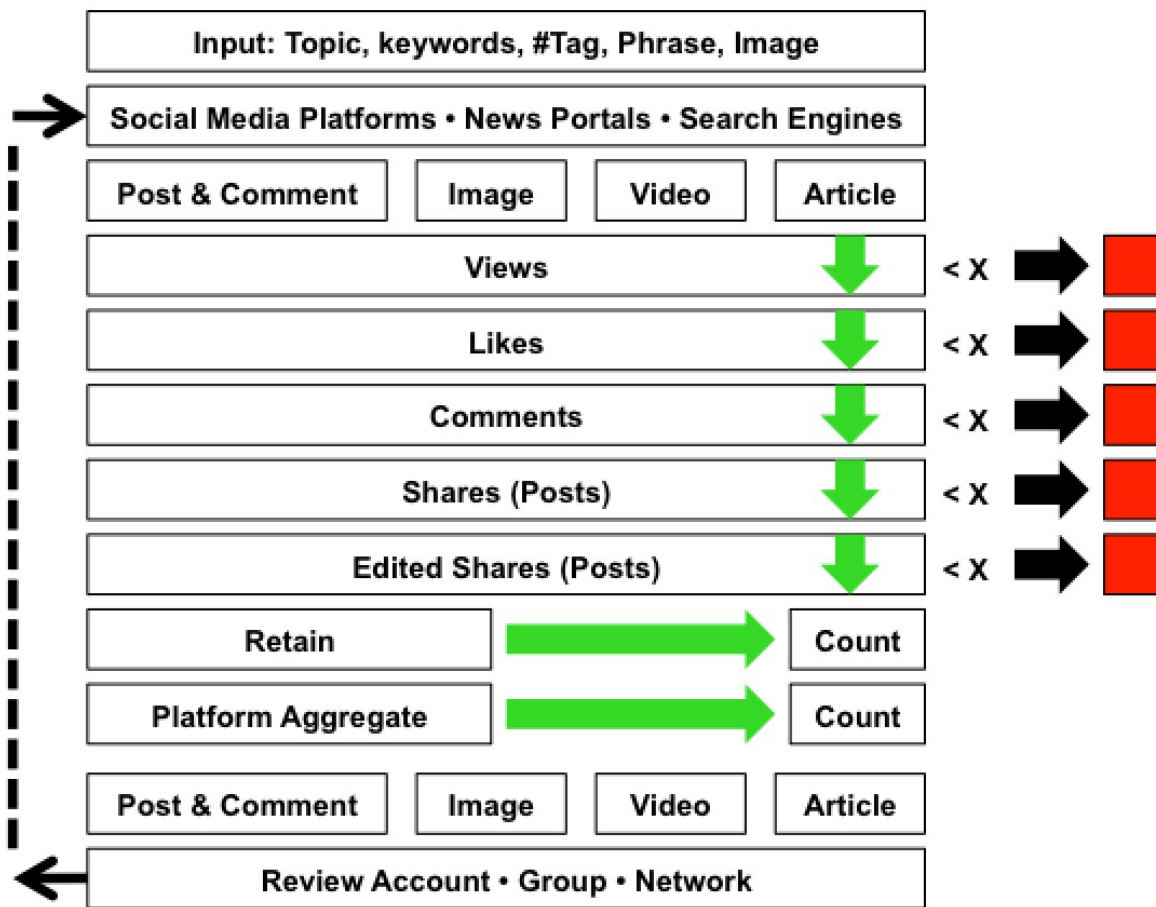 Input: Topic, keywords, #Tag, Phrase, Image
Social Media Platforms • News Portals • Search Engines
Post & Comment
Image
Video
Article
Views
< X
Likes
< X
Comments
< X
Shares (Posts)
< X
Edited Shares (Posts)
< X
Retain
Count
Platform Aggregate
Count
Post & Comment
Image
Video
Article
Review Account • Group • Network